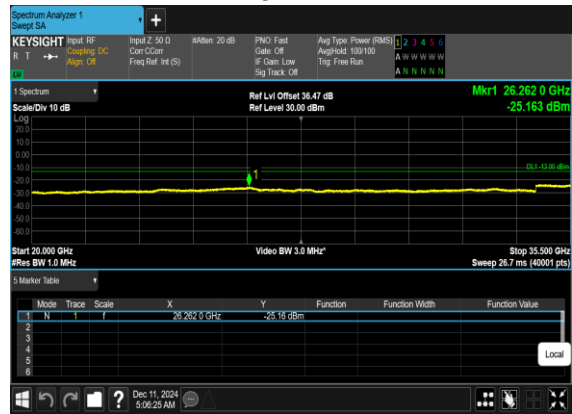 Spectrum Analyzer 1
Swept SA
+
KEYSIGHT Input: RF Input Z: 50 Ω #Atten: 20 dB PNO: Fast Avg Type: Power (RMS) 1 2 3 4 5 6
R T Coupling: DC Corr CCorr Gate: Off Avg|Hold: 100/100 A W W W W W
Align: Off Freq Ref: Int (S) IF Gain: Low Trig: Free Run
LW Sig Track: Off A N N N N N
1 Spectrum Ref Lvl Offset 36.47 dB Mkr1 26.262 0 GHz
Scale/Div 10 dB Ref Level 30.00 dBm -25.163 dBm
Log
20.0
10.0
0.00
-10.0 DL1 -13.00 dBm
1
-20.0
-30.0
-40.0
-50.0
-60.0
Start 20.000 GHz Video BW 3.0 MHz* Stop 35.500 GHz
#Res BW 1.0 MHz Sweep 26.7 ms (40001 pts)
5 Marker Table
Mode Trace Scale X Y Function Function Width Function Value
1 N 1 f 26.262 0 GHz -25.16 dBm
2
3
4
5
6
Local
? Dec 11, 2024
5:06:25 AM